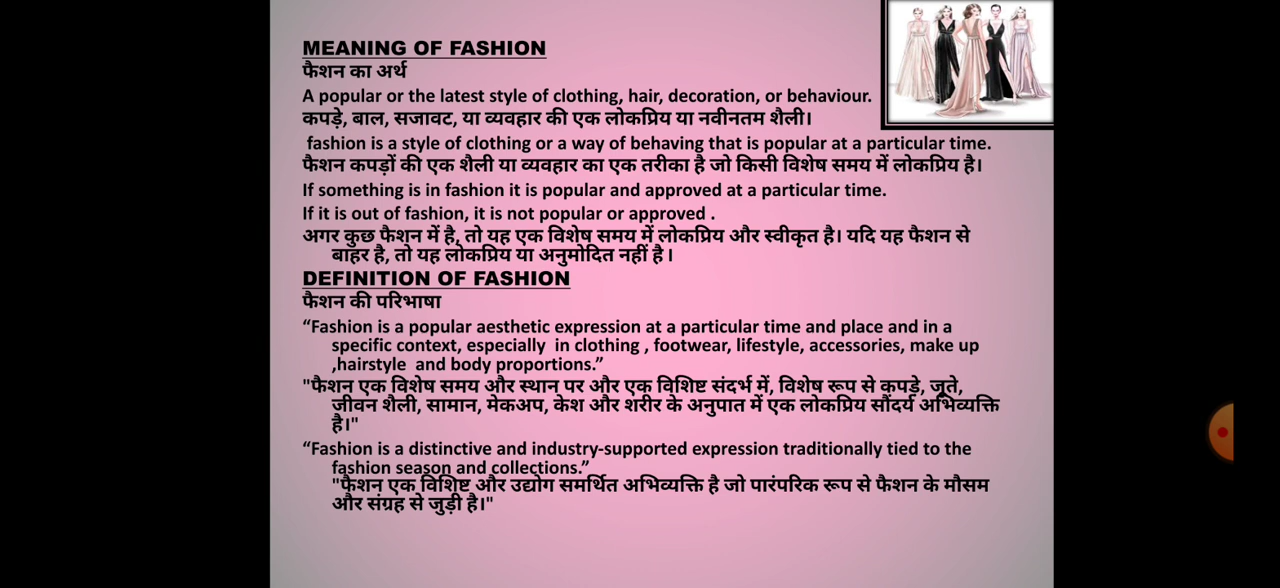 MEANING OF FASHION
फैशन का अर्थ
A popular or the latest style of clothing, hair, decoration, or behaviour.
कपड़े, बाल, सजावट, या व्यवहार की एक लोकप्रिय या नवीनतम शैली।
fashion is a style of clothing or a way of behaving that is popular at a particular time.
फैशन कपड़ों की एक शैली या व्यवहार का एक तरीका है जो किसी विशेष समय में लोकप्रिय है।
If something is in fashion it is popular and approved at a particular time.
If it is out of fashion, it is not popular or approved .
अगर कुछ फैशन में है, तो यह एक विशेष समय में लोकप्रिय और स्वीकृत है। यदि यह फैशन से
बाहर है, तो यह लोकप्रिय या अनुमोदित नहीं है ।
DEFINITION OF FASHION
फैशन की परिभाषा
“Fashion is a popular aesthetic expression at a particular time and place and in a
specific context, especially in clothing , footwear, lifestyle, accessories, make up
,hairstyle and body proportions.”
"फैशन एक विशेष समय और स्थान पर और एक विशिष्ट संदर्भ में, विशेष रूप से कपड़े, जूते,
जीवन शैली, सामान, मेकअप, केश और शरीर के अनुपात में एक लोकप्रिय सौंदर्य अभिव्यक्ति
है।"
“Fashion is a distinctive and industry-supported expression traditionally tied to the
fashion season and collections.”
"फैशन एक विशिष्ट और उद्योग समर्थित अभिव्यक्ति है जो पारंपरिक रूप से फैशन के मौसम
और संग्रह से जुड़ी है।"